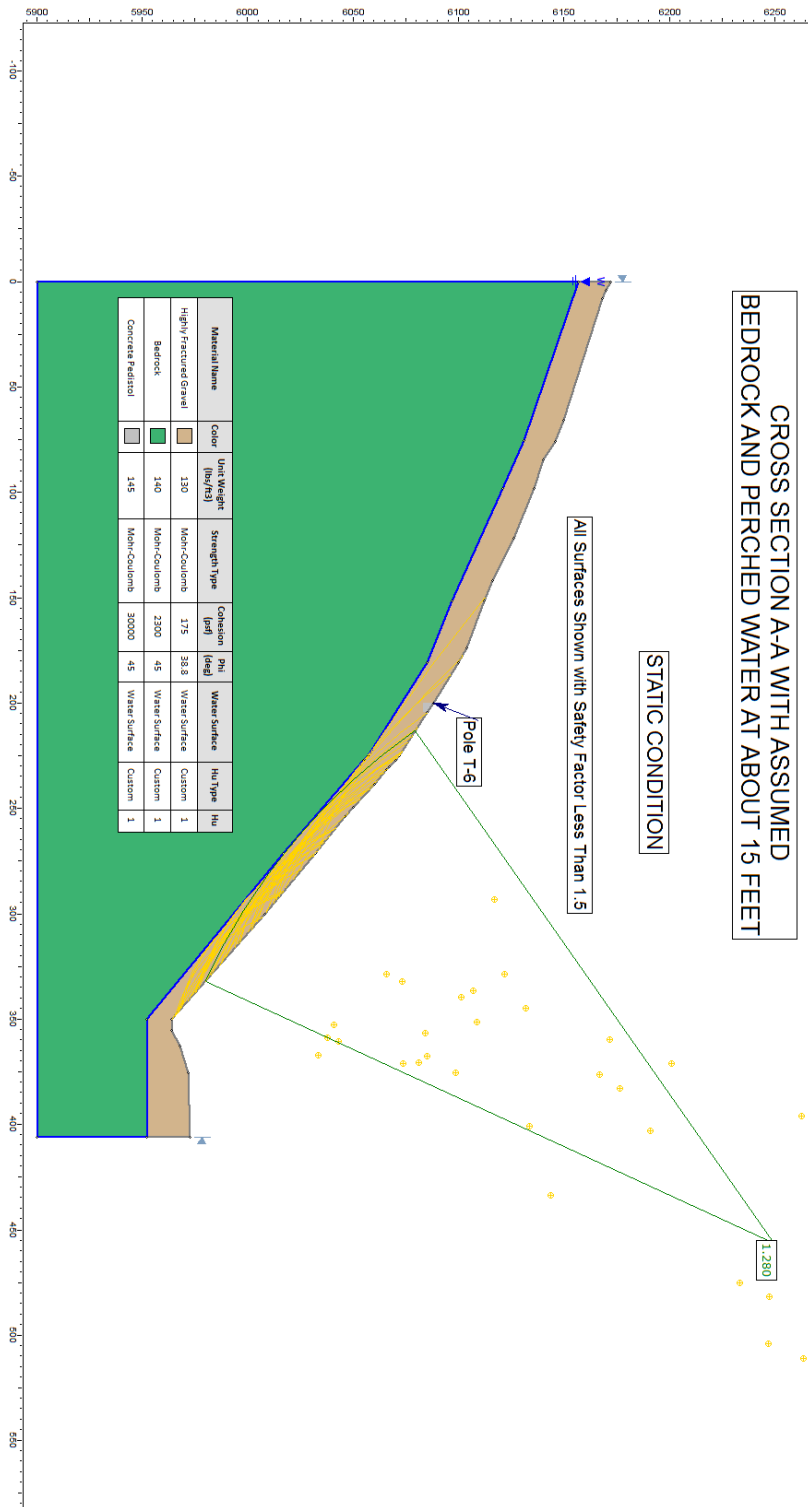 CROSS SECTION A-A WITH ASSUMED
BEDROCK AND PERCHED WATER AT ABOUT 15 FEET
STATIC CONDITION
All Surfaces Shown with Safety Factor Less Than 1.5
1.280
Pole T-6
W
Material Name Color Unit Weight (lbs/ft3) Strength Type Cohesion (psf) Phi (deg) Water Surface Hu Type Hu
Highly Fractured Gravel 130 Mohr-Coulomb 175 38.8 Water Surface Custom 1
Bedrock 140 Mohr-Coulomb 2300 45 Water Surface Custom 1
Concrete Pedistol 145 Mohr-Coulomb 30000 45 Water Surface Custom 1
6250
6200
6150
6100
6050
6000
5950
5900
-100 -50 0 50 100 150 200 250 300 350 400 450 500 550